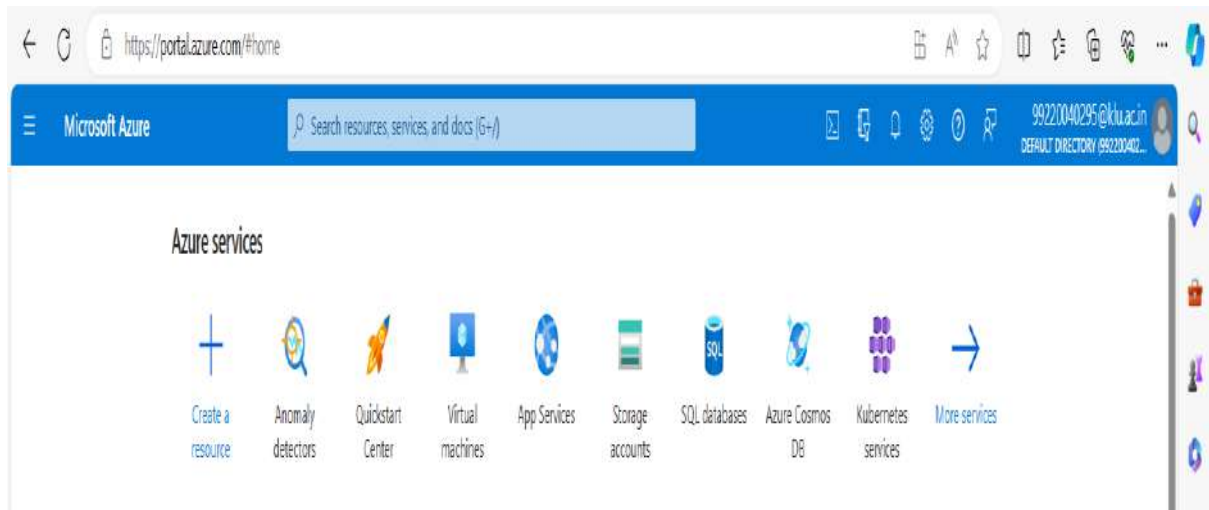 https://portal.azure.com/#home
Microsoft Azure
Search resources, services, and docs (G+/)
99220040295@klu.ac.in
DEFAULT DIRECTORY (992200402...
Azure services
Create a
resource
Anomaly
detectors
Quickstart
Center
Virtual
machines
App Services
Storage
accounts
SQL
SQL databases
Azure Cosmos
DB
Kubernetes
services
More services